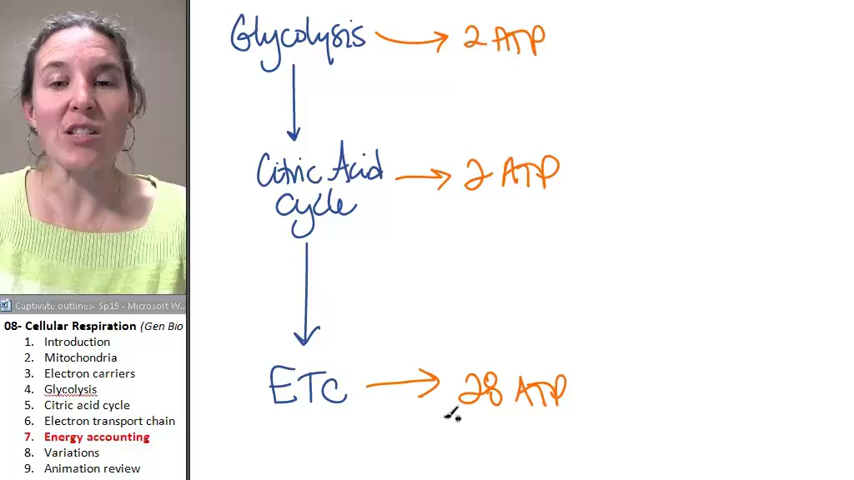 Glycolysis → 2 ATP
Citric Acid → 2 ATP
Cycle
ETC → 28 ATP
Captivate outlines- Sp15 - Microsoft W
08- Cellular Respiration (Gen Bio
1. Introduction
2. Mitochondria
3. Electron carriers
4. Glycolysis
5. Citric acid cycle
6. Electron transport chain
7. Energy accounting
8. Variations
9. Animation review